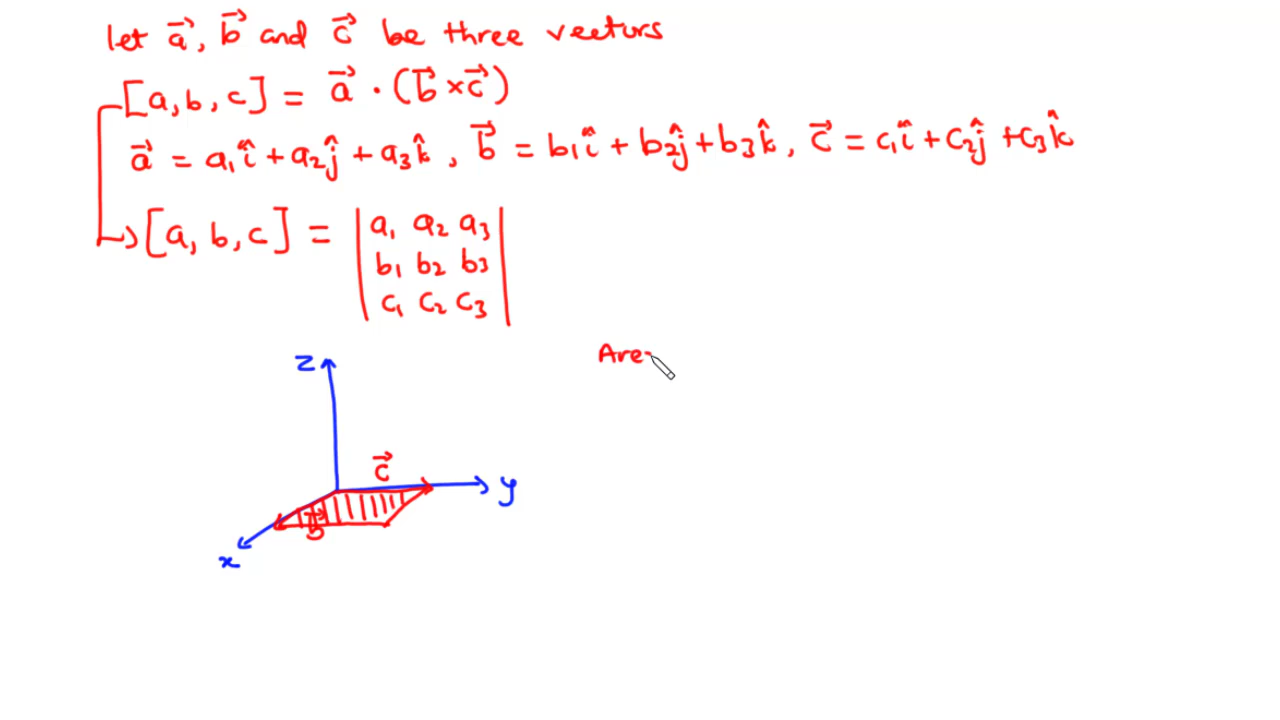 let a⃗, b⃗ and c⃗ be three vectors
[a, b, c] = a⃗ · (b⃗ × c⃗)
a⃗ = a₁î + a₂ĵ + a₃k̂, b⃗ = b₁î + b₂ĵ + b₃k̂, c⃗ = c₁î + c₂ĵ + c₃k̂
[a, b, c] = | a₁ a₂ a₃ |
| b₁ b₂ b₃ |
| c₁ c₂ c₃ |
Are
z
c⃗
y
b⃗
x